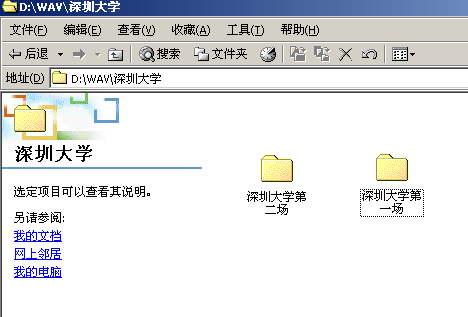 D:\WAV\深圳大学
文件(F) 编辑(E) 查看(V) 收藏(A) 工具(T) 帮助(H)
后退 搜索 文件夹
地址(D) D:\WAV\深圳大学
深圳大学
选定项目可以查看其说明。
另请参阅:
我的文档
网上邻居
我的电脑
深圳大学第
二场
深圳大学第
一场